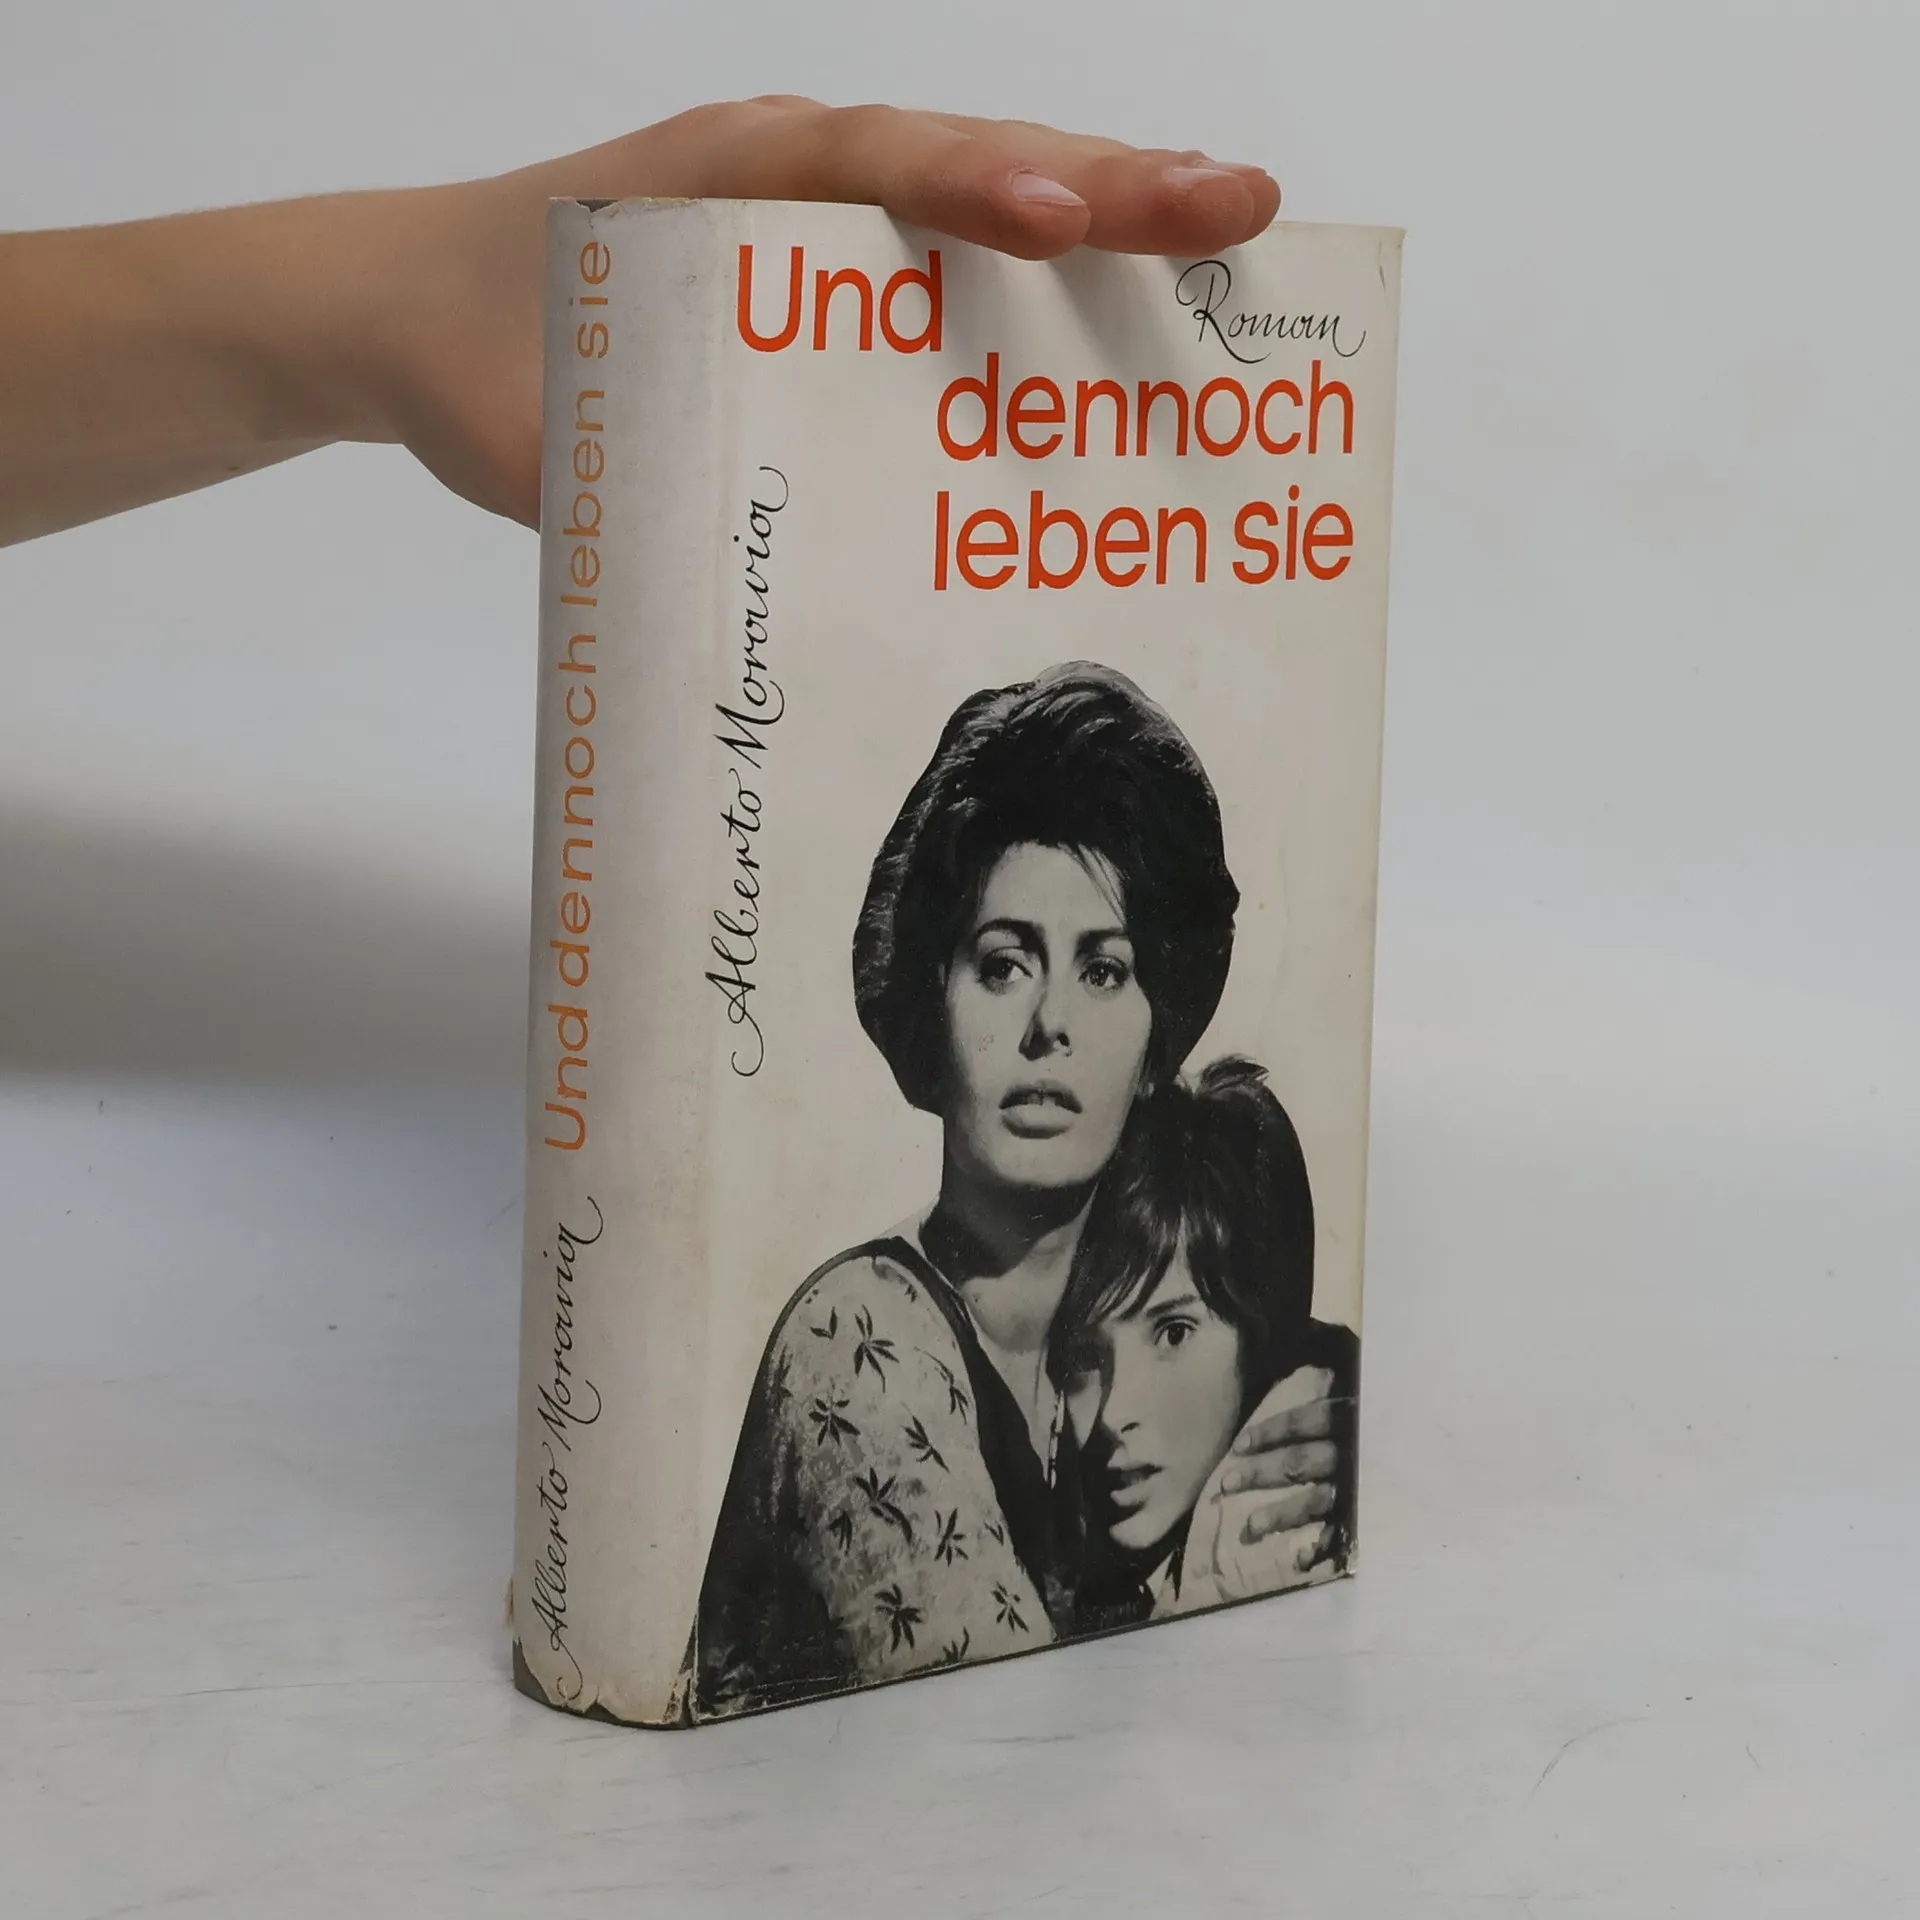 Und
Roman
dennoch
leben sie
Alberto Moravia
Alberto Moravia Und dennoch leben sie